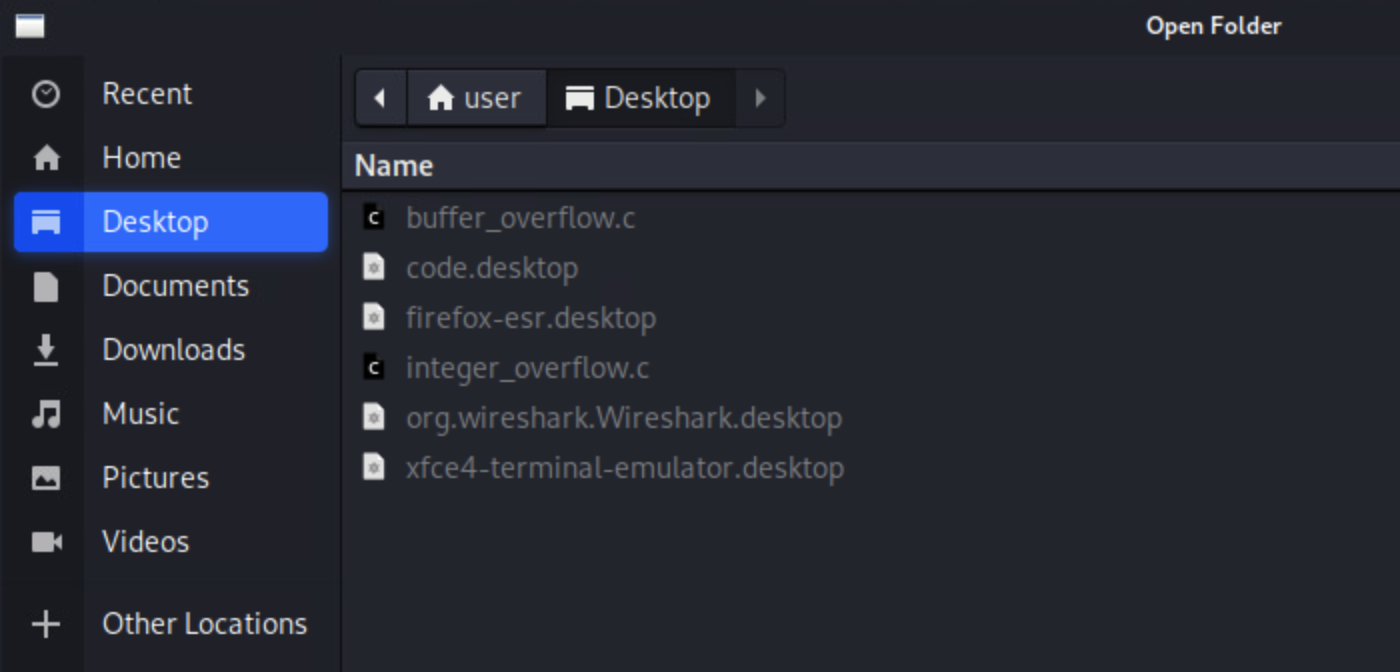 Open Folder
Recent
Home
Desktop
Documents
Downloads
Music
Pictures
Videos
Other Locations
user Desktop
Name
buffer_overflow.c
code.desktop
firefox-esr.desktop
integer_overflow.c
org.wireshark.Wireshark.desktop
xfce4-terminal-emulator.desktop